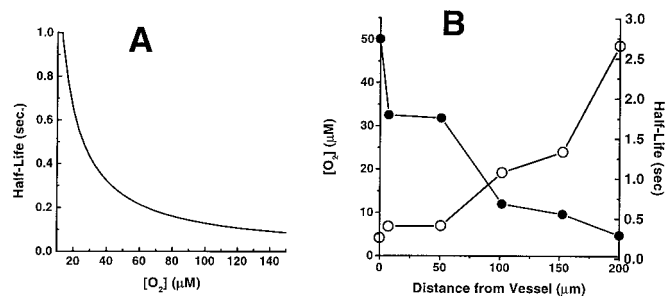 A
1.0
0.8
0.6
0.4
0.2
0.0
Half-Life (sec.)
20 40 60 80 100 120 140
[O2] (μM)
B
50
40
30
20
10
0
[O2] (μM)
3.0
2.5
2.0
1.5
1.0
0.5
0.0
Half-Life (sec)
0 50 100 150 200
Distance from Vessel (μm)